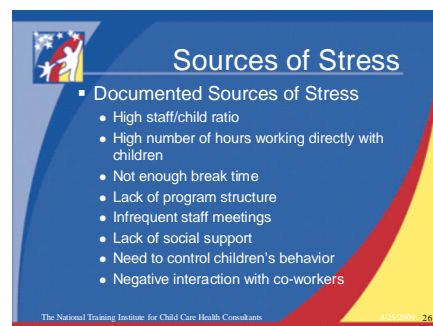 Sources of Stress
▪ Documented Sources of Stress
● High staff/child ratio
● High number of hours working directly with
children
● Not enough break time
● Lack of program structure
● Infrequent staff meetings
● Lack of social support
● Need to control children's behavior
● Negative interaction with co-workers
The National Training Institute for Child Care Health Consultants
26